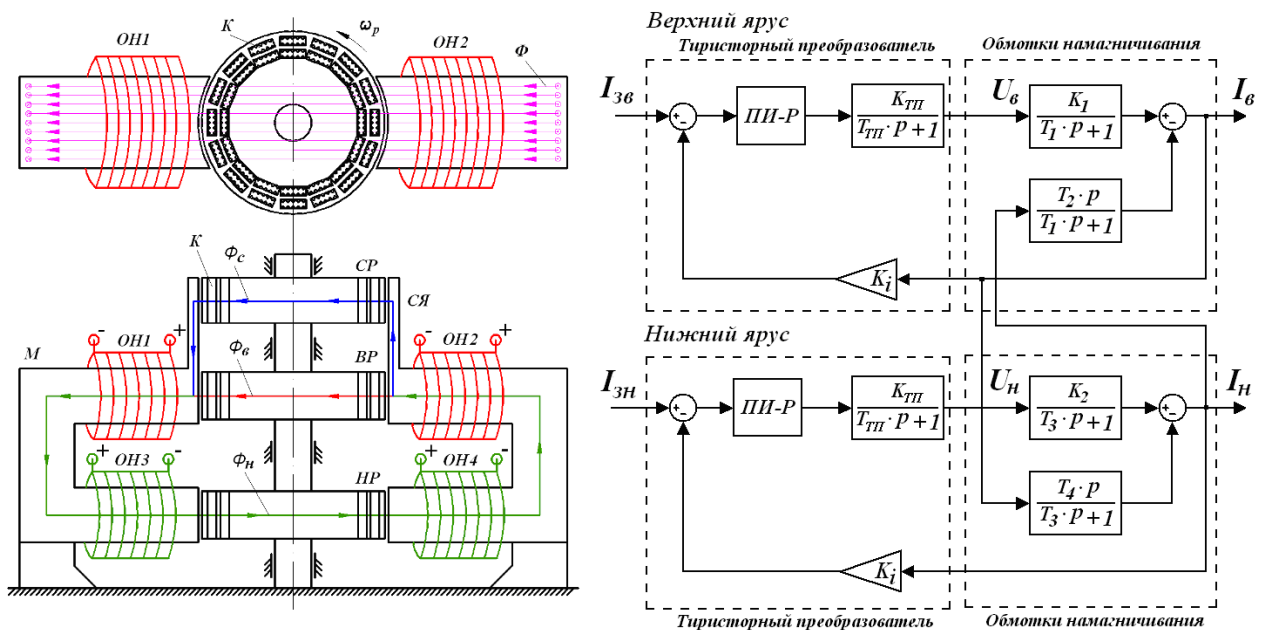 ОН1
К
ω_p
ОН2
Ф
К
Ф_с
СР
СЯ
М
- ОН1 +
Ф_в
ВР
- ОН2 +
+ ОН3 -
Ф_н
НР
+ ОН4 -
Верхний ярус
Тиристорный преобразователь
Обмотки намагничивания
I_зв
+ -
ПИ-Р
K_ТП
T_ТП · p + 1
U_в
K_1
T_1 · p + 1
+ -
I_в
T_2 · p
T_1 · p + 1
K_i
Нижний ярус
I_зн
+ -
ПИ-Р
K_ТП
T_ТП · p + 1
U_н
K_2
T_3 · p + 1
+ -
I_н
T_4 · p
T_3 · p + 1
K_i
Тиристорный преобразователь
Обмотки намагничивания